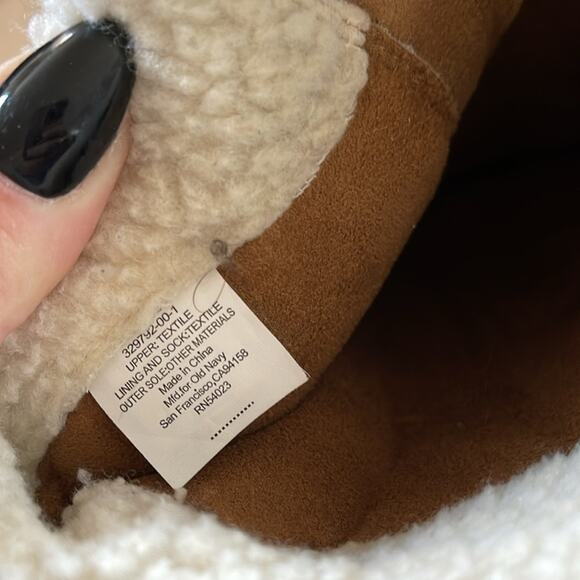 329792-00-1
UPPER: TEXTILE
LINING AND SOCK:TEXTILE
OUTER SOLE:OTHER MATERIALS
Made in China
Mfd.for Old Navy
San Francisco,CA94158
RN54023
............